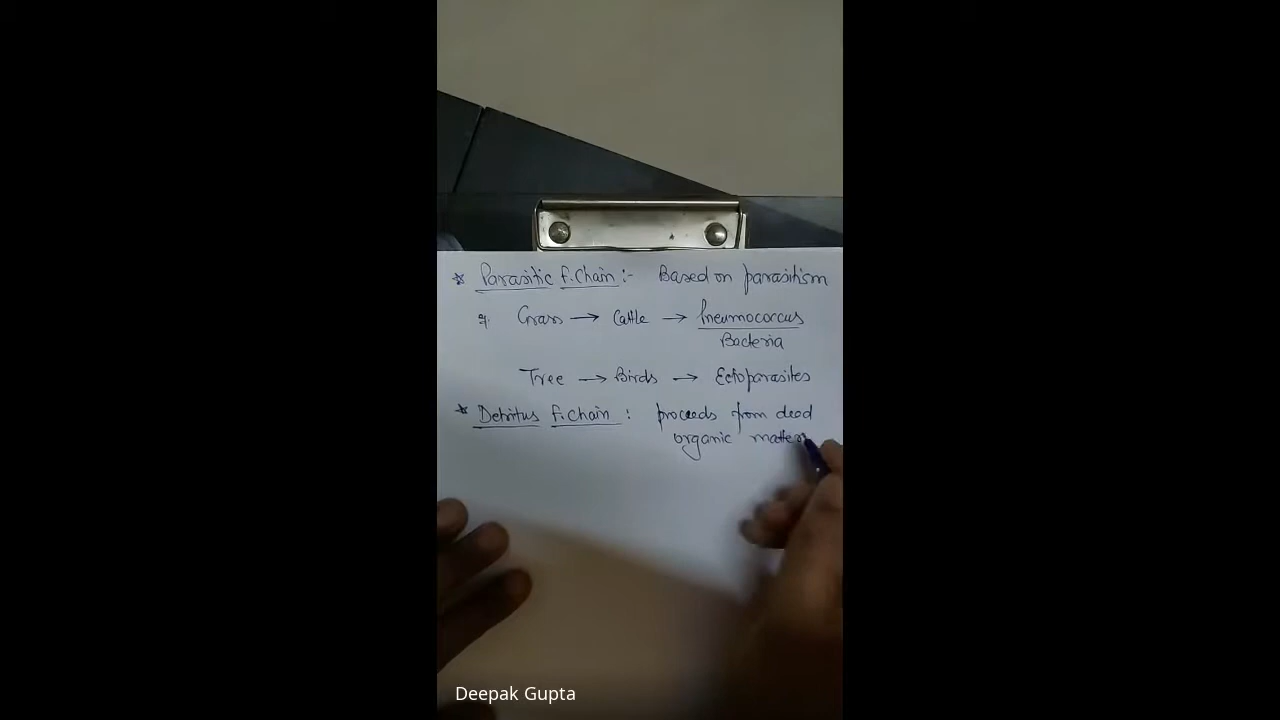 * Parasitic f. Chain :- Based on parasitism
eg. Grass → Cattle → Pneumococcus
Bacteria
Tree → Birds → Ectoparasites
* Detritus f. chain : proceeds from dead
organic matter
Deepak Gupta